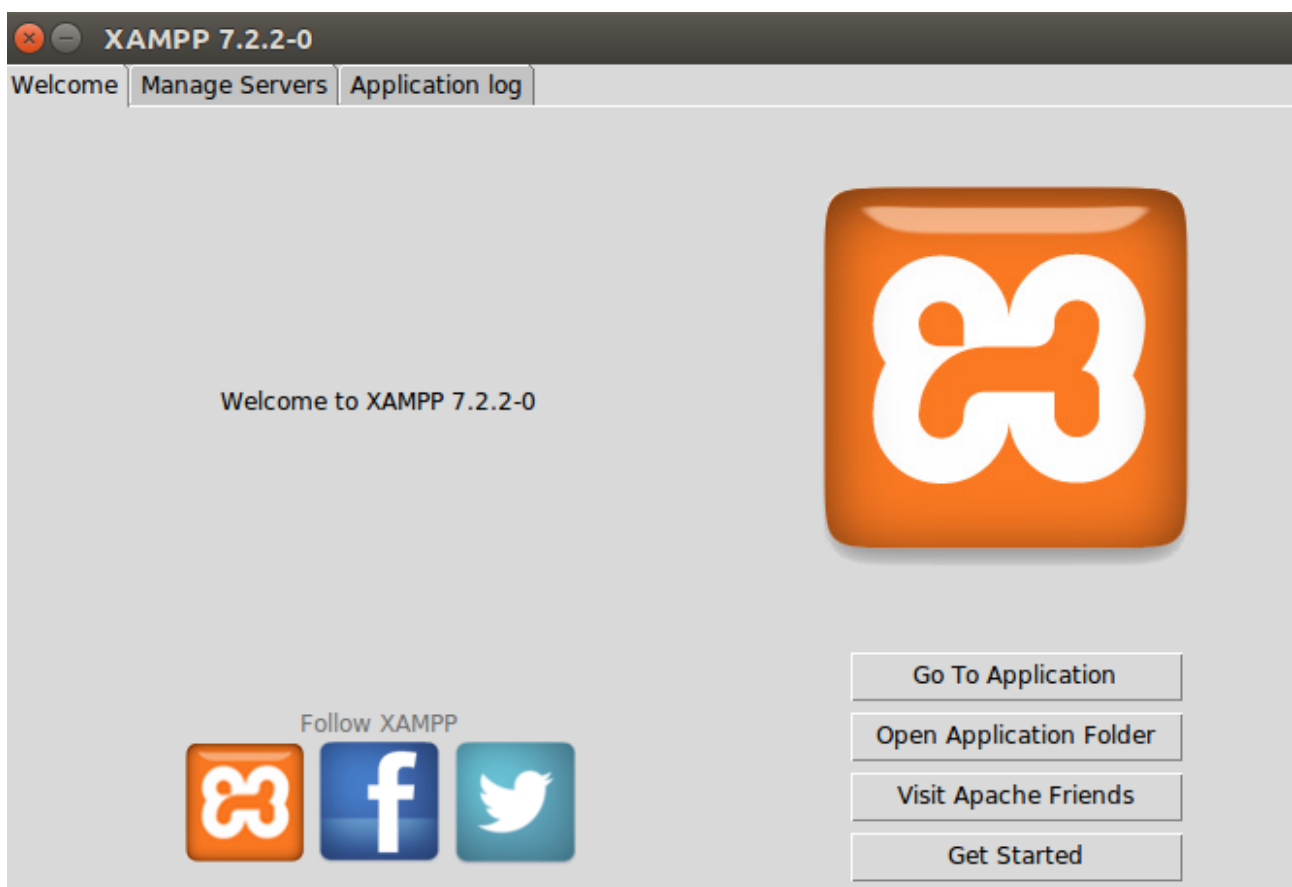 XAMPP 7.2.2-0
Welcome
Manage Servers
Application log
Welcome to XAMPP 7.2.2-0
Follow XAMPP
Go To Application
Open Application Folder
Visit Apache Friends
Get Started